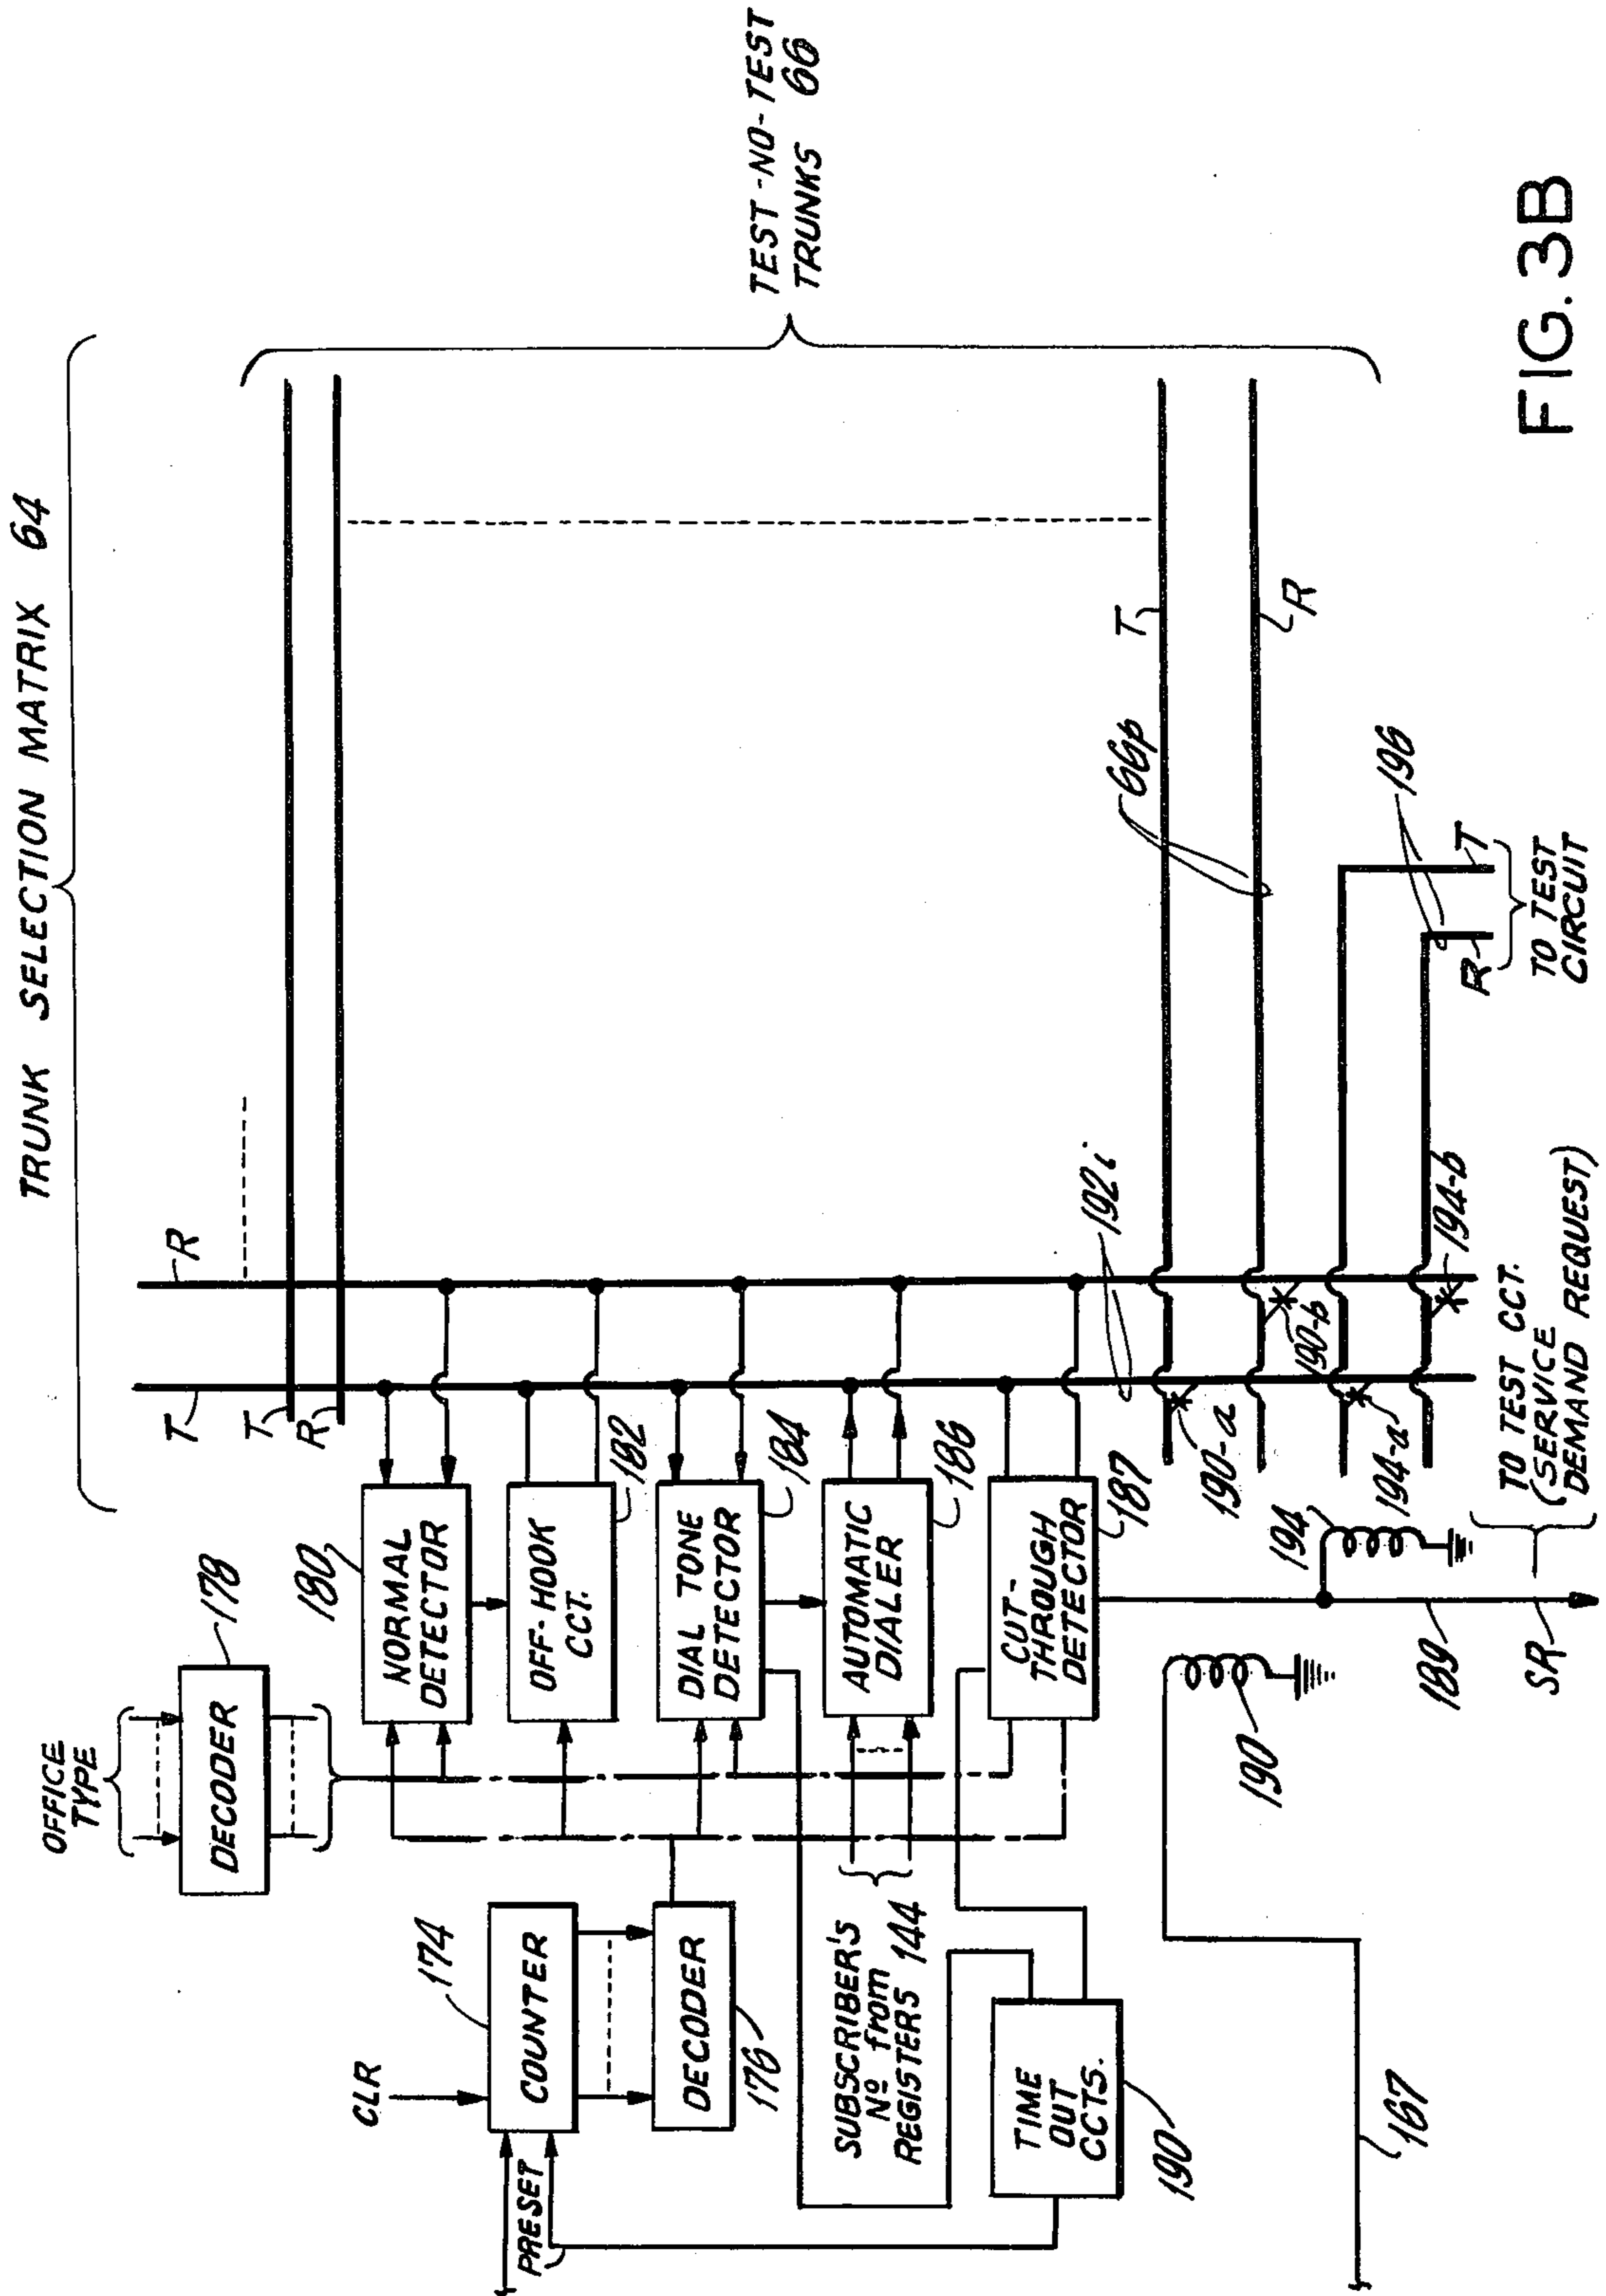 TRUNK SELECTION MATRIX 64
TEST-NO-TEST
TRUNKS 66
OFFICE
TYPE
DECODER
178
T
R
T
R
CLR
COUNTER
174
PRESET
DECODER
176
NORMAL
DETECTOR
180
OFF-HOOK
CCT.
182
DIAL TONE
DETECTOR
184
AUTOMATIC
DIALER
186
CUT-
THROUGH
DETECTOR
187
SUBSCRIBER'S
Nº from
REGISTERS 144
TIME
OUT
CCTS.
190
192i
66p
T
R
190-a
190-b
194-a
194-b
196
R
T
TO TEST
CIRCUIT
190
194
189
SR
TO TEST CCT.
(SERVICE
DEMAND REQUEST)
167
FIG. 3B